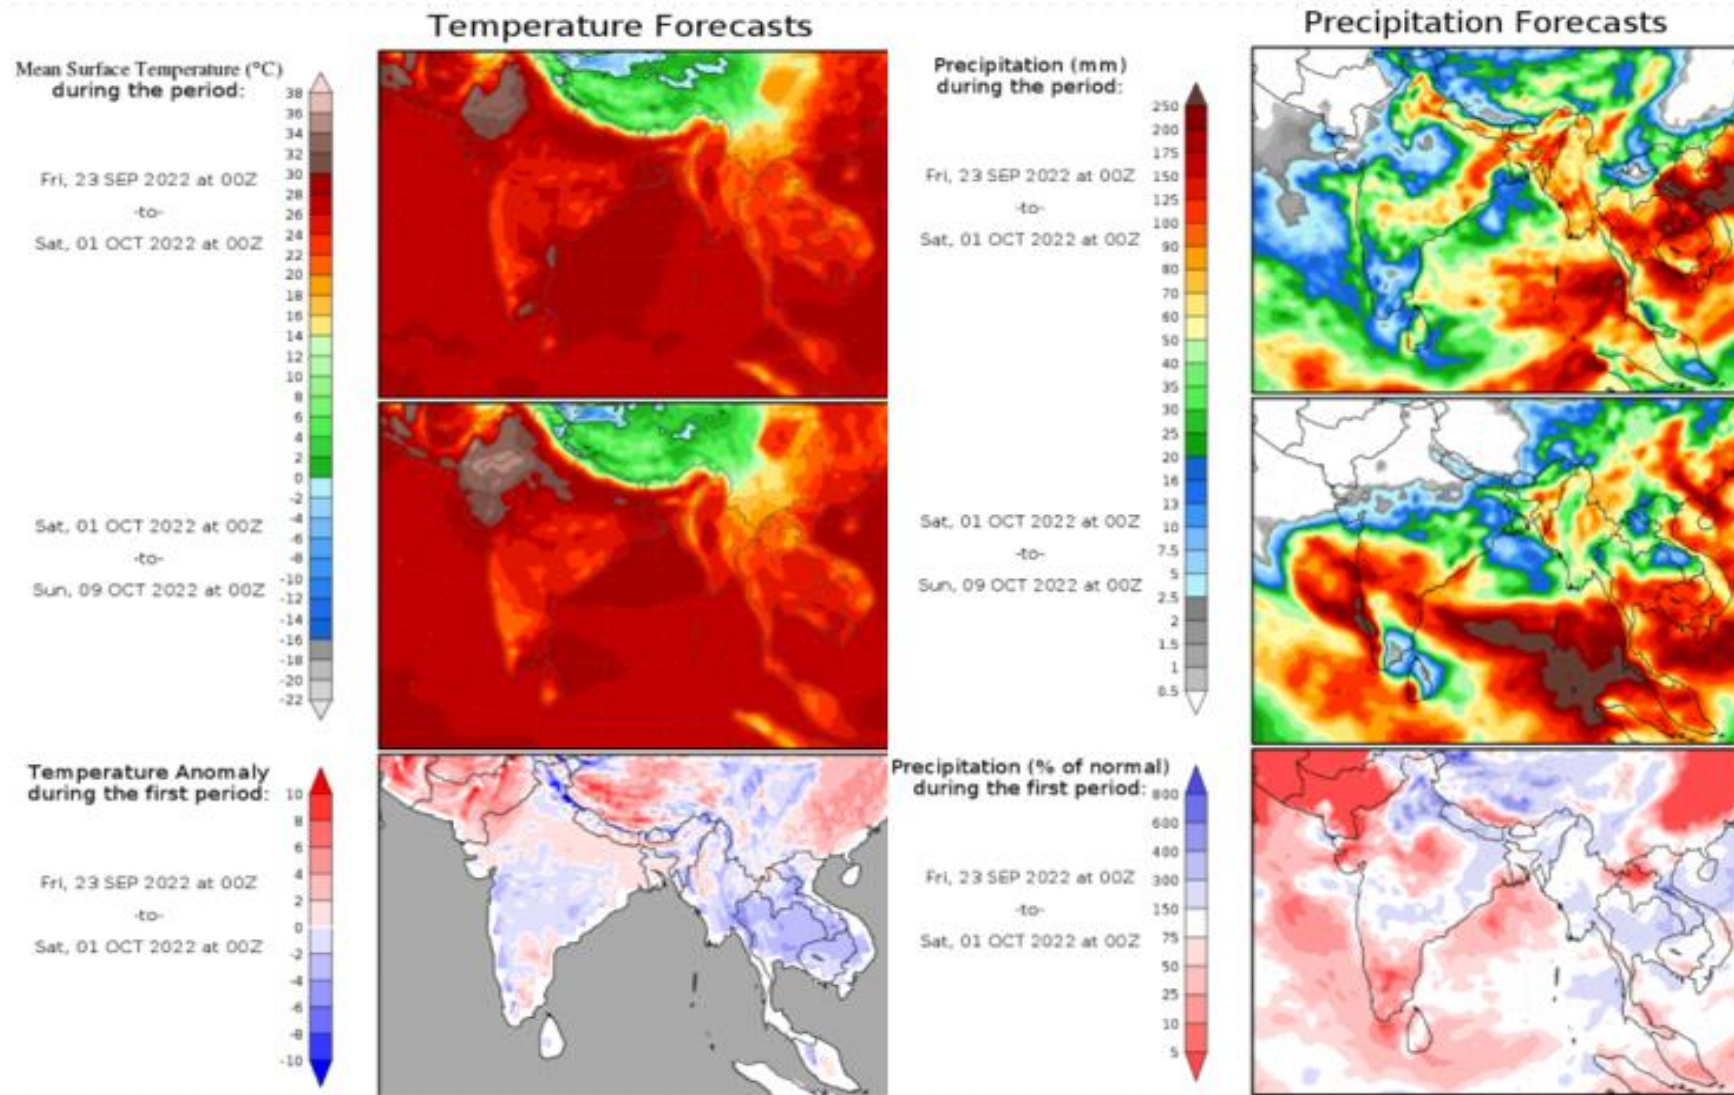 Temperature Forecasts
Mean Surface Temperature (°C)
during the period:
38
36
34
32
30
28
26
24
22
20
18
16
14
12
10
8
6
4
2
0
-2
-4
-6
-8
-10
-12
-14
-16
-18
-20
-22
Fri, 23 SEP 2022 at 00Z
-to-
Sat, 01 OCT 2022 at 00Z
Sat, 01 OCT 2022 at 00Z
-to-
Sun, 09 OCT 2022 at 00Z
Temperature Anomaly
during the first period:
10
8
6
4
2
0
-2
-4
-6
-8
-10
Fri, 23 SEP 2022 at 00Z
-to-
Sat, 01 OCT 2022 at 00Z
Precipitation Forecasts
Precipitation (mm)
during the period:
250
200
175
150
125
100
90
80
70
60
50
40
35
30
25
20
16
13
10
7.5
5
2.5
2
1.5
1
0.5
Fri, 23 SEP 2022 at 00Z
-to-
Sat, 01 OCT 2022 at 00Z
Sat, 01 OCT 2022 at 00Z
-to-
Sun, 09 OCT 2022 at 00Z
Precipitation (% of normal)
during the first period:
800
600
400
300
150
75
50
25
10
5
Fri, 23 SEP 2022 at 00Z
-to-
Sat, 01 OCT 2022 at 00Z